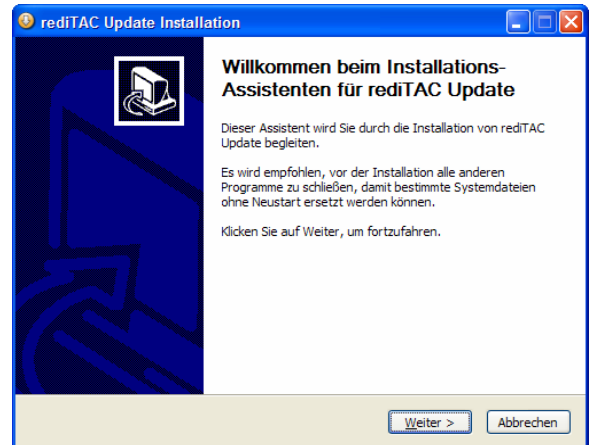 rediTAC Update Installation
Willkommen beim Installations-
Assistenten für rediTAC Update
Dieser Assistent wird Sie durch die Installation von rediTAC
Update begleiten.
Es wird empfohlen, vor der Installation alle anderen
Programme zu schließen, damit bestimmte Systemdateien
ohne Neustart ersetzt werden können.
Klicken Sie auf Weiter, um fortzufahren.
Weiter >
Abbrechen